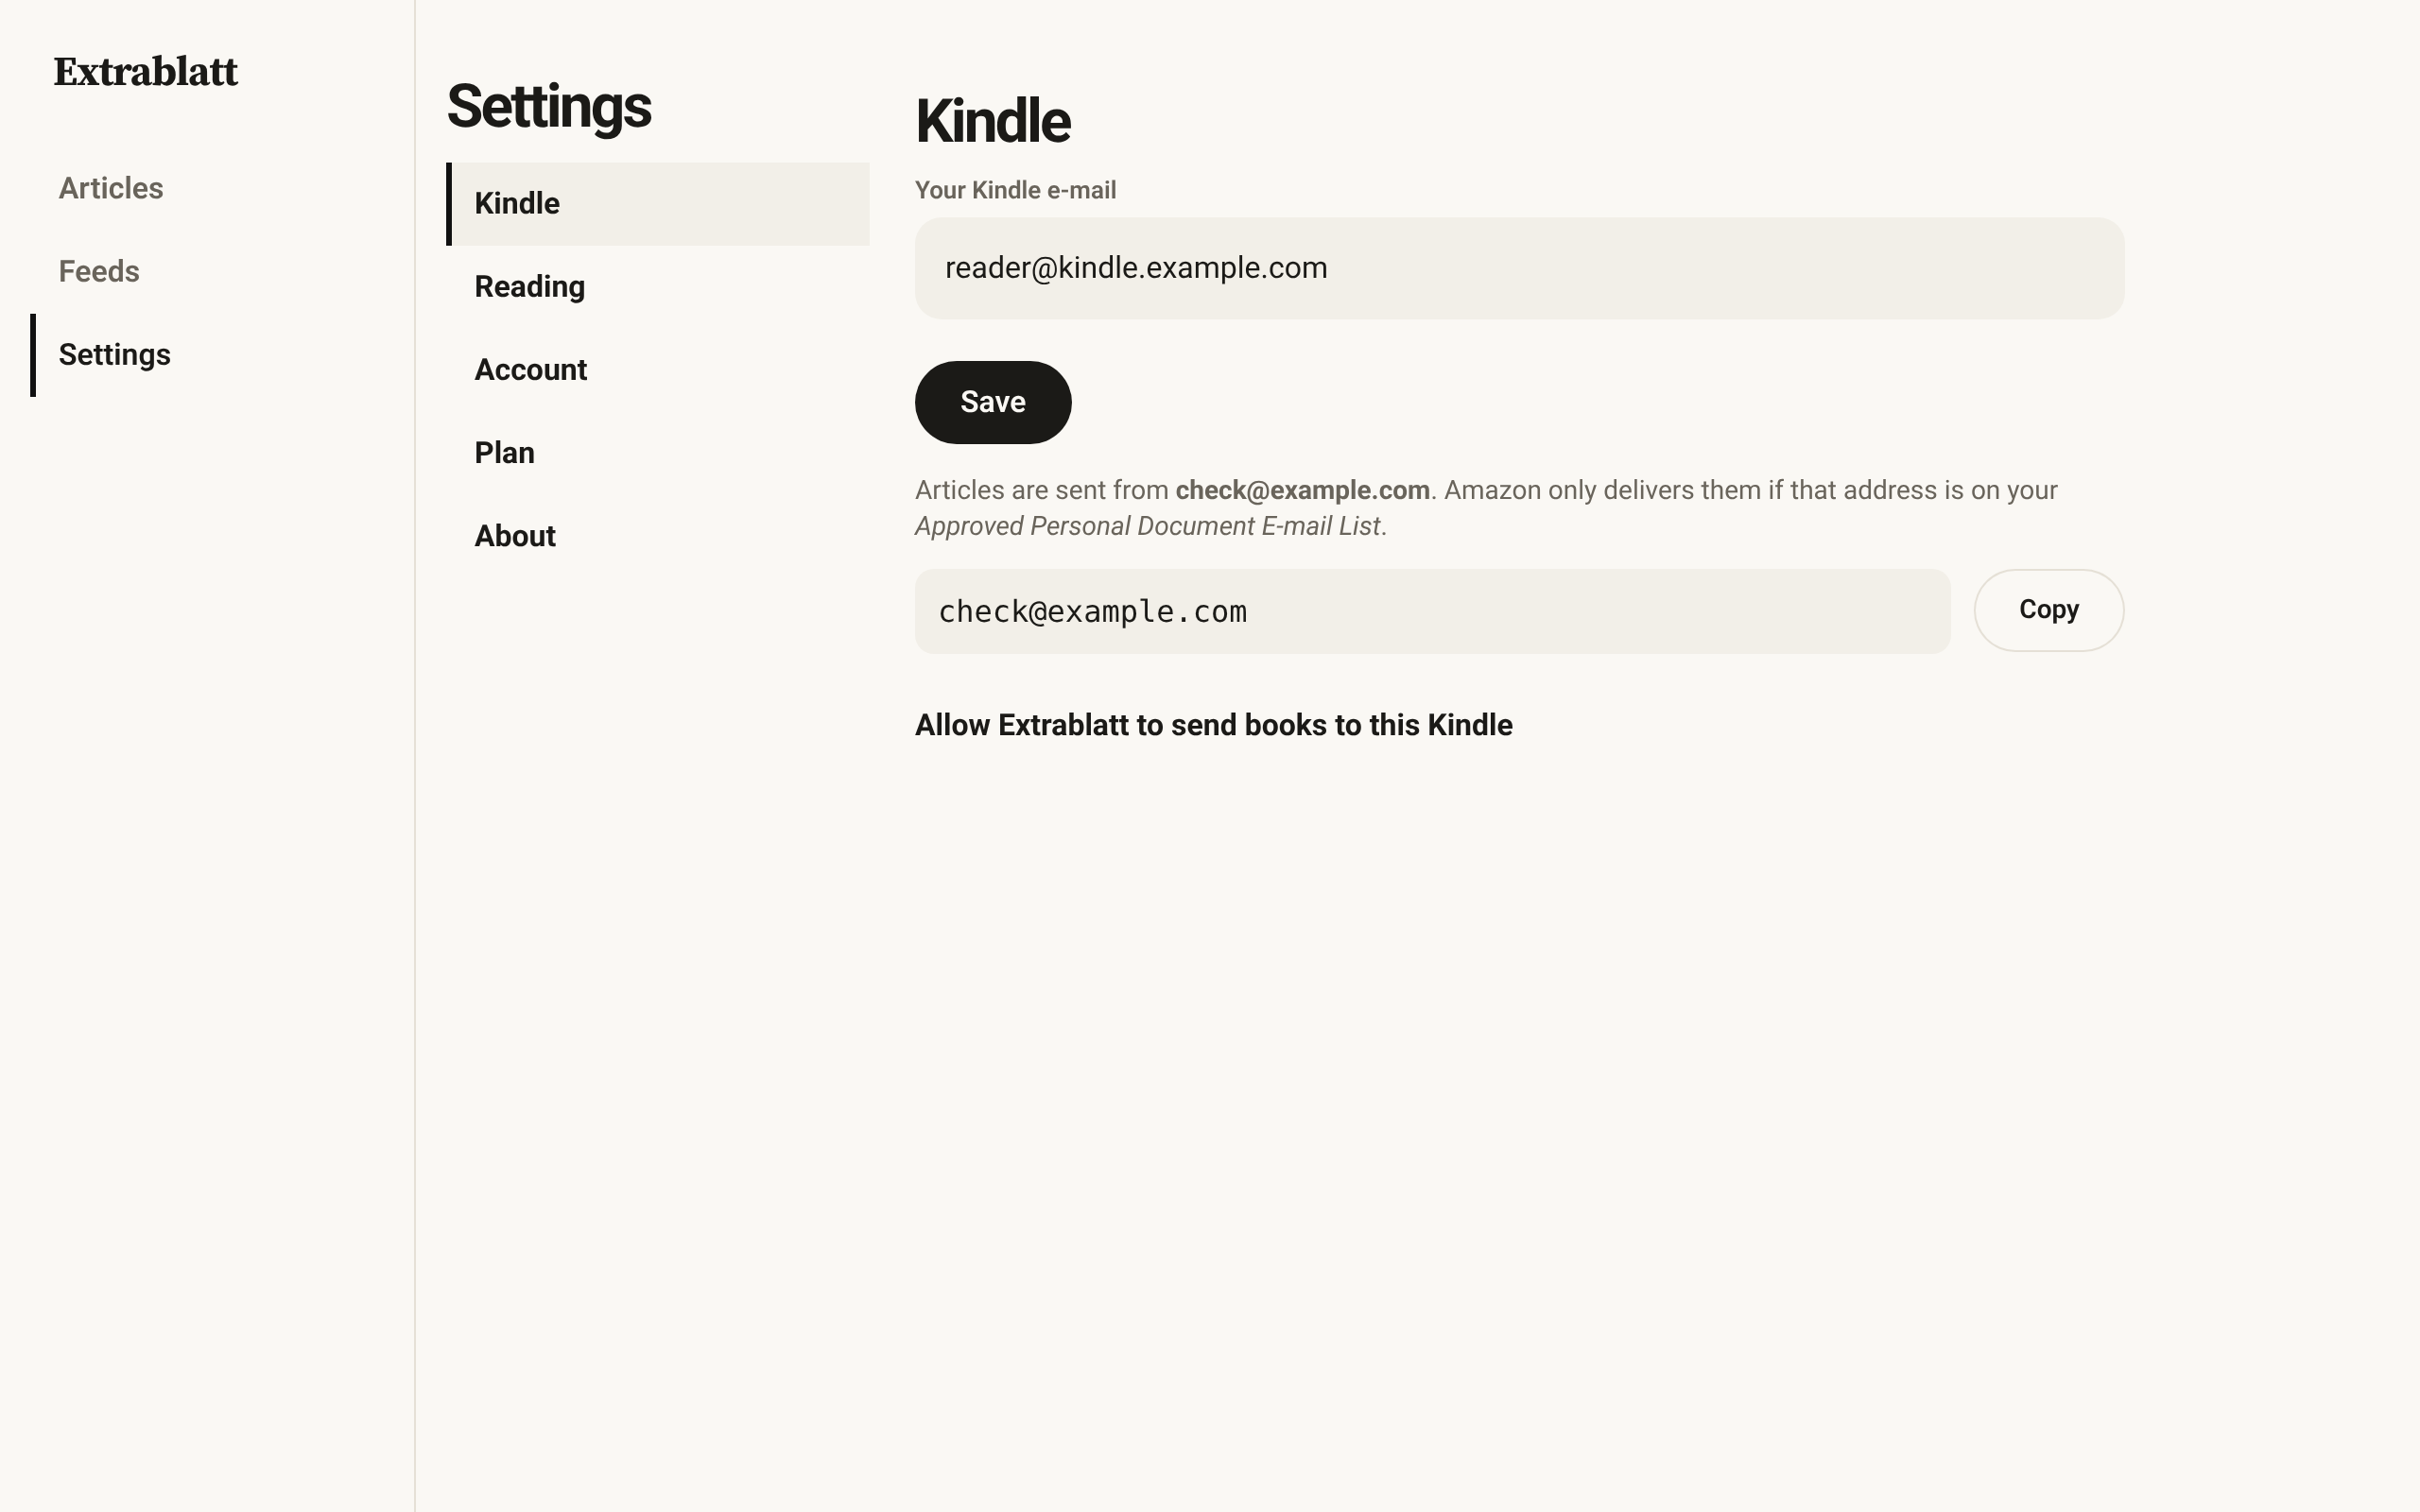 Extrablatt
Articles
Feeds
Settings
Settings
Kindle
Reading
Account
Plan
About
Kindle
Your Kindle e-mail
reader@kindle.example.com
Save
Articles are sent from check@example.com. Amazon only delivers them if that address is on your
Approved Personal Document E-mail List.
check@example.com
Copy
Allow Extrablatt to send books to this Kindle